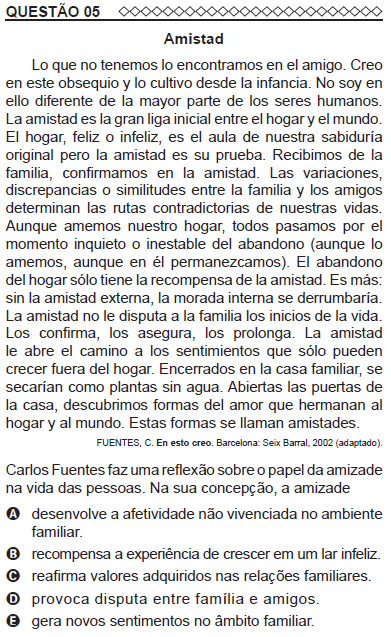 QUESTÃO 05
Amistad
Lo que no tenemos lo encontramos en el amigo. Creo
en este obsequio y lo cultivo desde la infancia. No soy en
ello diferente de la mayor parte de los seres humanos.
La amistad es la gran liga inicial entre el hogar y el mundo.
El hogar, feliz o infeliz, es el aula de nuestra sabiduría
original pero la amistad es su prueba. Recibimos de la
familia, confirmamos en la amistad. Las variaciones,
discrepancias o similitudes entre la familia y los amigos
determinan las rutas contradictorias de nuestras vidas.
Aunque amemos nuestro hogar, todos pasamos por el
momento inquieto o inestable del abandono (aunque lo
amemos, aunque en él permanezcamos). El abandono
del hogar sólo tiene la recompensa de la amistad. Es más:
sin la amistad externa, la morada interna se derrumbaría.
La amistad no le disputa a la familia los inicios de la vida.
Los confirma, los asegura, los prolonga. La amistad
le abre el camino a los sentimientos que sólo pueden
crecer fuera del hogar. Encerrados en la casa familiar, se
secarían como plantas sin agua. Abiertas las puertas de
la casa, descubrimos formas del amor que hermanan al
hogar y al mundo. Estas formas se llaman amistades.
FUENTES, C. En esto creo. Barcelona: Seix Barral, 2002 (adaptado).
Carlos Fuentes faz uma reflexão sobre o papel da amizade
na vida das pessoas. Na sua concepção, a amizade
A desenvolve a afetividade não vivenciada no ambiente
familiar.
B recompensa a experiência de crescer em um lar infeliz.
C reafirma valores adquiridos nas relações familiares.
D provoca disputa entre família e amigos.
E gera novos sentimentos no âmbito familiar.